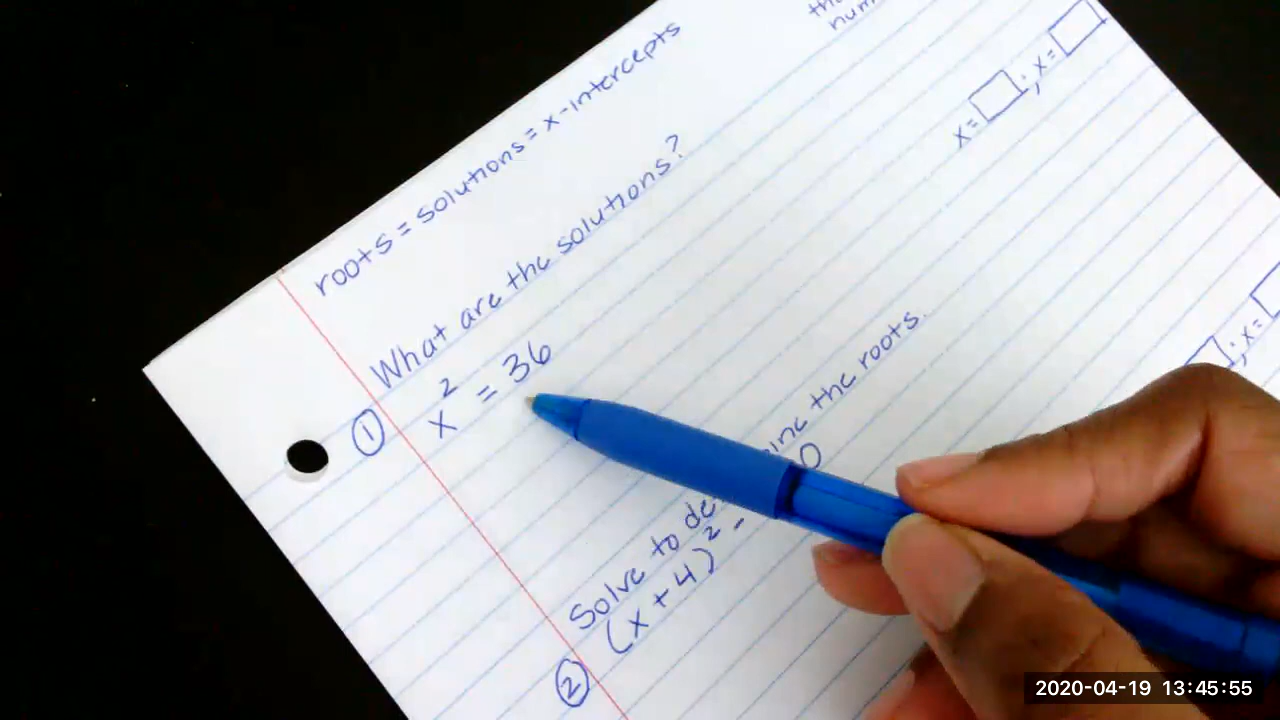 roots = solutions = x-intercepts
What are the solutions?
① x² = 36
x = □ ; x = □
Solve to the roots.
② (x + 4)² - 0
; x = □
2020-04-19 13:45:55